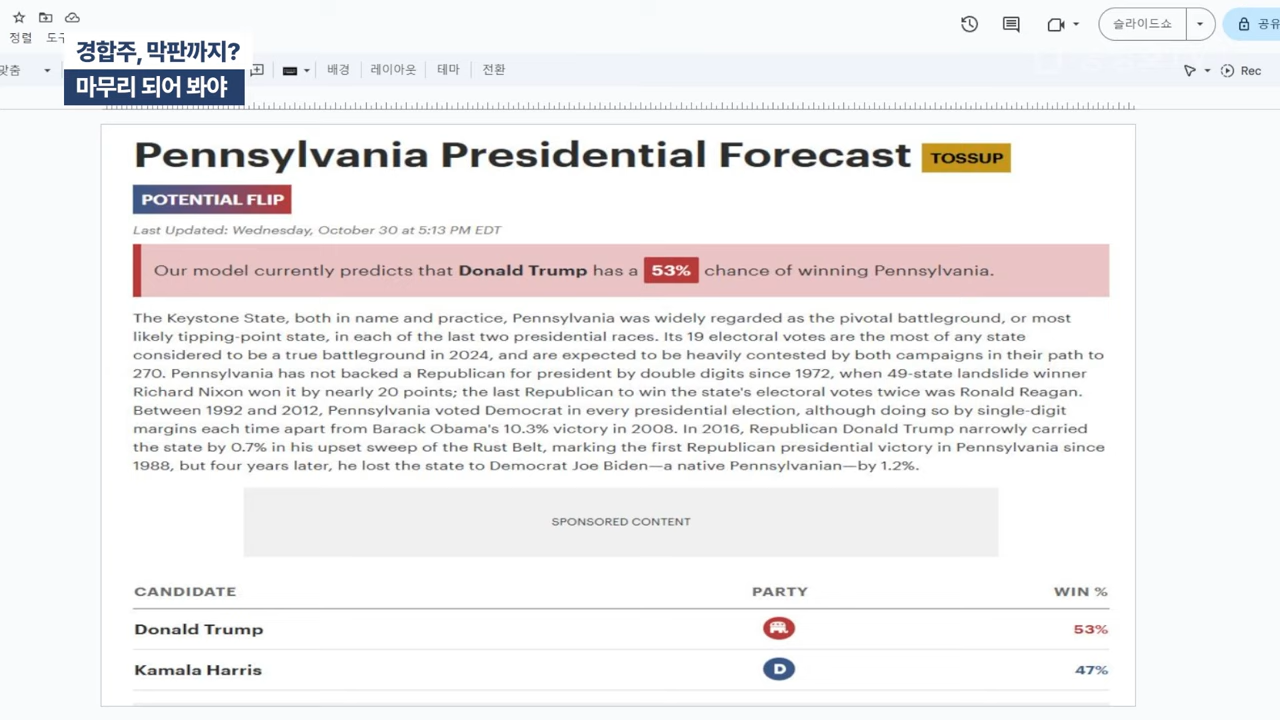 정렬
경합주, 막판까지?
마무리 되어 봐야
맞춤
배경
레이아웃
테마
전환
슬라이드쇼
공유
Rec
Pennsylvania Presidential Forecast TOSSUP
POTENTIAL FLIP
Last Updated: Wednesday, October 30 at 5:13 PM EDT
Our model currently predicts that Donald Trump has a 53% chance of winning Pennsylvania.
The Keystone State, both in name and practice, Pennsylvania was widely regarded as the pivotal battleground, or most
likely tipping-point state, in each of the last two presidential races. Its 19 electoral votes are the most of any state
considered to be a true battleground in 2024, and are expected to be heavily contested by both campaigns in their path to
270. Pennsylvania has not backed a Republican for president by double digits since 1972, when 49-state landslide winner
Richard Nixon won it by nearly 20 points; the last Republican to win the state's electoral votes twice was Ronald Reagan.
Between 1992 and 2012, Pennsylvania voted Democrat in every presidential election, although doing so by single-digit
margins each time apart from Barack Obama's 10.3% victory in 2008. In 2016, Republican Donald Trump narrowly carried
the state by 0.7% in his upset sweep of the Rust Belt, marking the first Republican presidential victory in Pennsylvania since
1988, but four years later, he lost the state to Democrat Joe Biden—a native Pennsylvanian—by 1.2%.
SPONSORED CONTENT
CANDIDATE PARTY WIN %
Donald Trump 53%
Kamala Harris D 47%